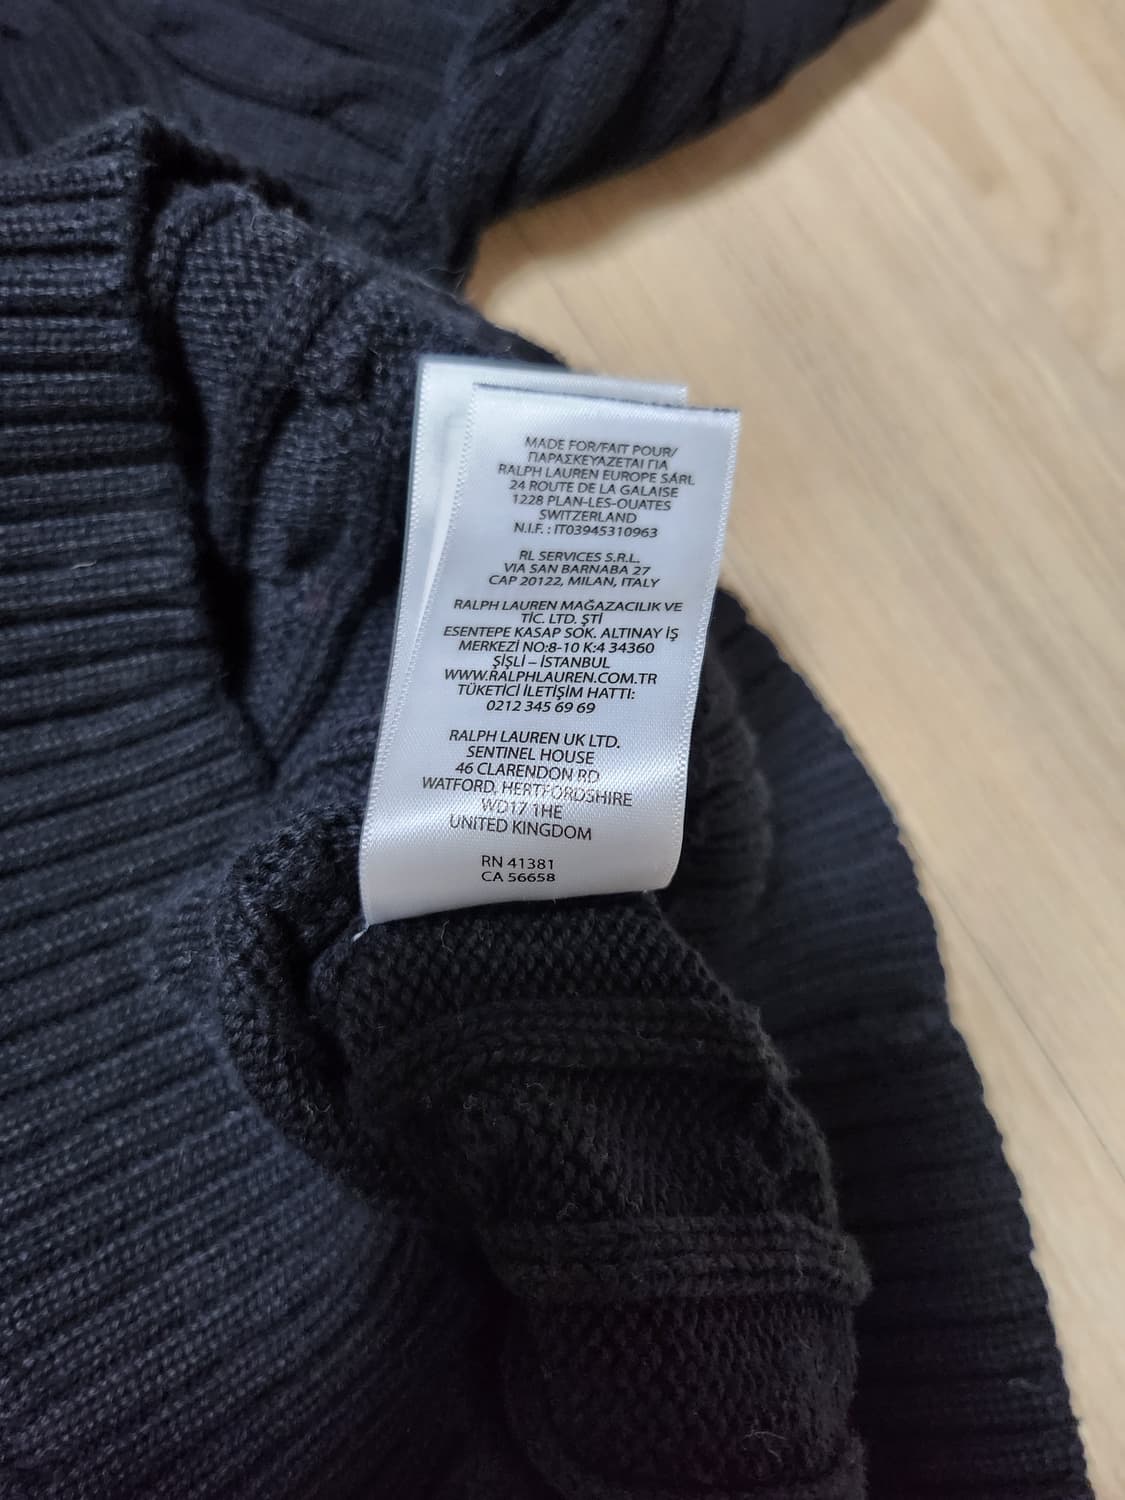 MADE FOR/FAIT POUR/
ΠΑΡΑΣΚΕΥΑΖΕΤΑΙ ΓΙΑ
RALPH LAUREN EUROPE SÁRL
24 ROUTE DE LA GALAISE
1228 PLAN-LES-OUATES
SWITZERLAND
N.I.F. : IT03945310963
RL SERVICES S.R.L.
VIA SAN BARNABA 27
CAP 20122, MILAN, ITALY
RALPH LAUREN MAĞAZACILIK VE
TİC. LTD. ŞTİ
ESENTEPE KASAP SOK. ALTINAY İŞ
MERKEZİ NO:8-10 K:4 34360
ŞİŞLİ – İSTANBUL
WWW.RALPHLAUREN.COM.TR
TÜKETİCİ İLETİŞİM HATTI:
0212 345 69 69
RALPH LAUREN UK LTD.
SENTINEL HOUSE
46 CLARENDON RD
WATFORD, HERTFORDSHIRE
WD17 1HE
UNITED KINGDOM
RN 41381
CA 56658